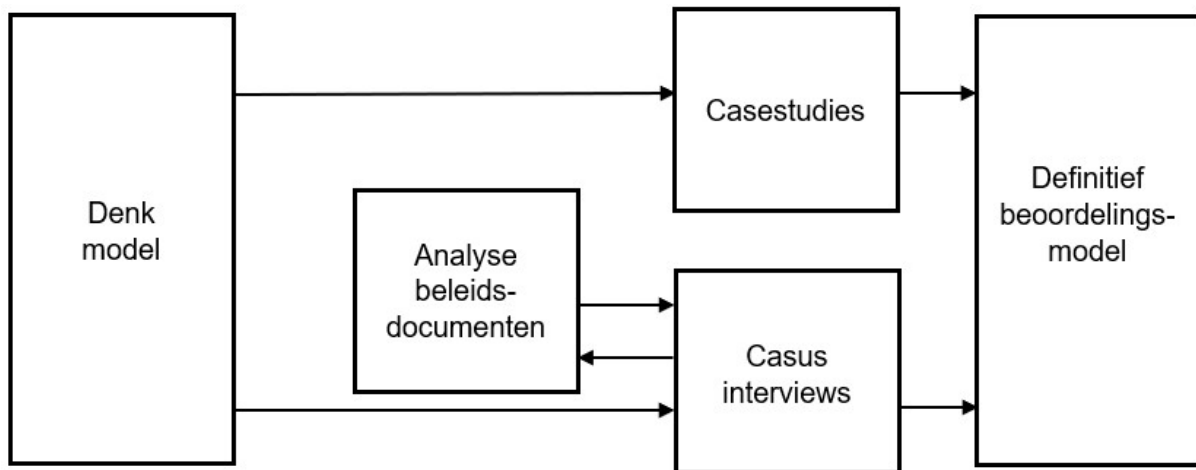 Denk
model
Analyse
beleids-
documenten
Casestudies
Casus
interviews
Definitief
beoordelings-
model